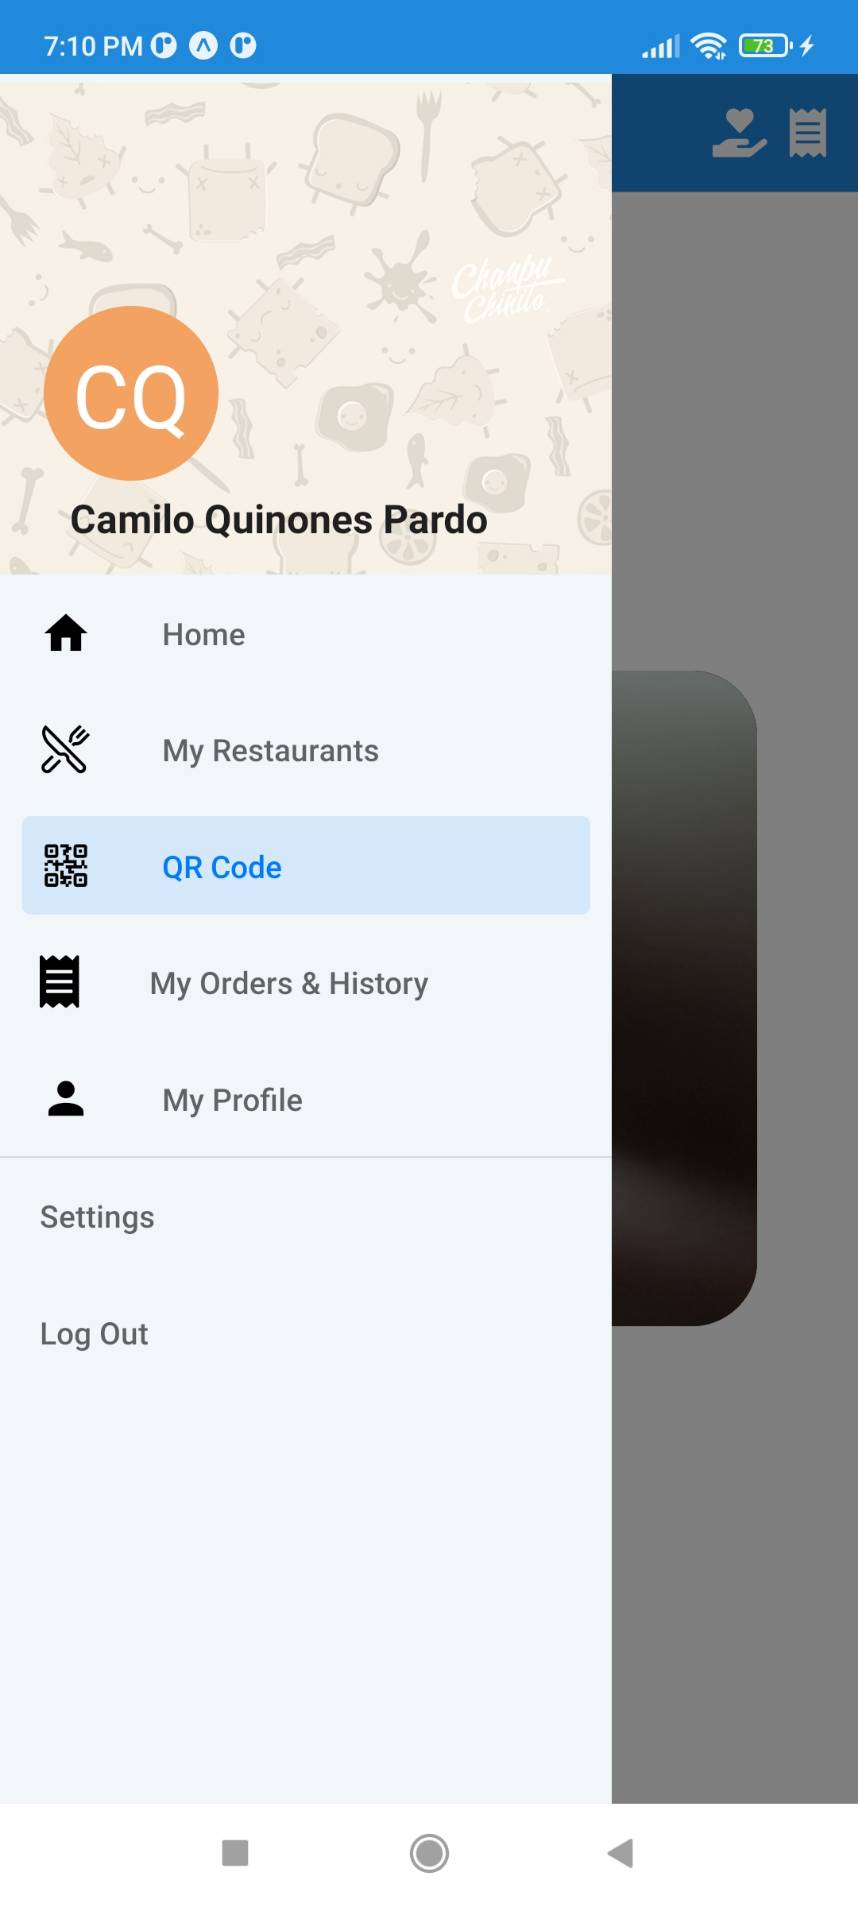 7:10 PM
73
Chanpu
Chinito
CQ
Camilo Quinones Pardo
Home
My Restaurants
QR Code
My Orders & History
My Profile
Settings
Log Out